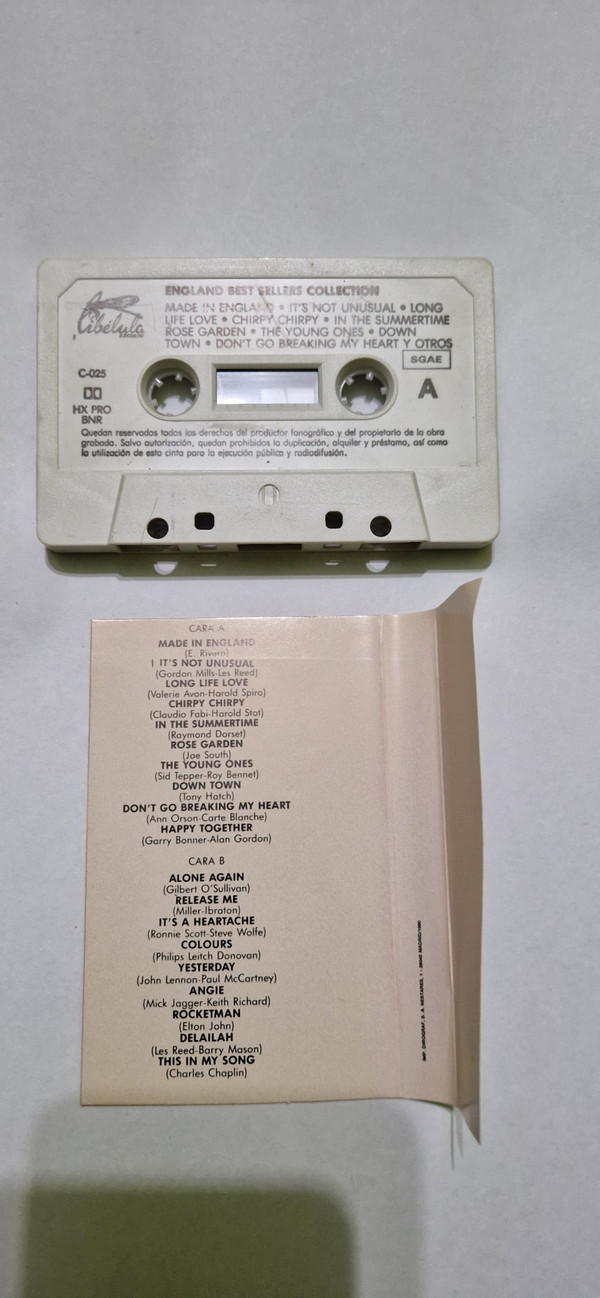 ENGLAND BEST SELLERS COLLECTION
Libélula
MADE IN ENGLAND • IT'S NOT UNUSUAL • LONG
LIFE LOVE • CHIRPY CHIRPY • IN THE SUMMERTIME
ROSE GARDEN • THE YOUNG ONES • DOWN
TOWN • DON'T GO BREAKING MY HEART Y OTROS
SGAE
C-025
A
HX PRO
BNR
Quedan reservados todos los derechos del productor fonográfico y del propietario de la obra
grabada. Salvo autorización, quedan prohibidos la duplicación, alquiler y préstamo, así como
la utilización de esta cinta para la ejecución pública y radiodifusión.
CARA A
MADE IN ENGLAND
(E. Rivera)
IT'S NOT UNUSUAL
(Gordon Mills-Les Reed)
LONG LIFE LOVE
(Valerie Avon-Harold Spiro)
CHIRPY CHIRPY
(Claudio Fabi-Harold Stot)
IN THE SUMMERTIME
(Raymond Dorset)
ROSE GARDEN
(Joe South)
THE YOUNG ONES
(Sid Tepper-Roy Bennet)
DOWN TOWN
(Tony Hatch)
DON'T GO BREAKING MY HEART
(Ann Orson-Carte Blanche)
HAPPY TOGETHER
(Garry Bonner-Alan Gordon)
CARA B
ALONE AGAIN
(Gilbert O'Sullivan)
RELEASE ME
(Miller-Ibraton)
IT'S A HEARTACHE
(Ronnie Scott-Steve Wolfe)
COLOURS
(Philips Leitch Donovan)
YESTERDAY
(John Lennon-Paul McCartney)
ANGIE
(Mick Jagger-Keith Richard)
ROCKETMAN
(Elton John)
DELAILAH
(Les Reed-Barry Mason)
THIS IN MY SONG
(Charles Chaplin)
IMP. GIROGRAF, S. A. NESTARES, 1 -